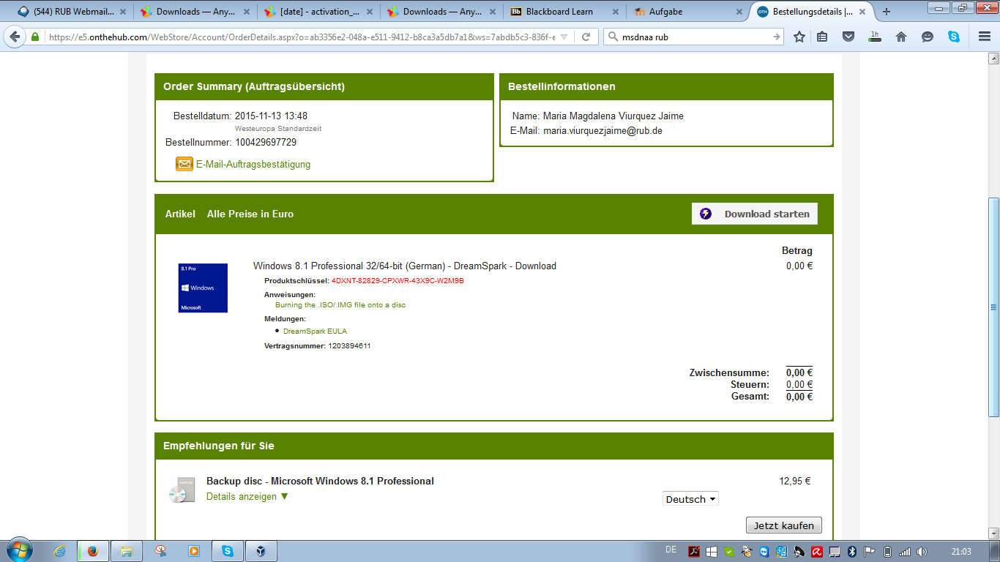 (544) RUB Webmail...
Downloads — Any...
[date] - activation_...
Downloads — Any...
Bb Blackboard Learn
Aufgabe
OTH Bestellungsdetails |...
https://e5.onthehub.com/WebStore/Account/OrderDetails.aspx?o=ab3356e2-048a-e511-9412-b8ca3a5db7a1&ws=7abdb5c3-836f-e
msdnaa rub
1h
Order Summary (Auftragsübersicht)
Bestellinformationen
Bestelldatum: 2015-11-13 13:48
Westeuropa Standardzeit
Bestellnummer: 100429697729
E-Mail-Auftragsbestätigung
Name: Maria Magdalena Viurquez Jaime
E-Mail: maria.viurquezjaime@rub.de
Artikel Alle Preise in Euro
Download starten
Betrag
8.1 Pro
Windows
Microsoft
Windows 8.1 Professional 32/64-bit (German) - DreamSpark - Download
0,00 €
Produktschlüssel: 4DXNT-82829-CPXWR-43X9C-W2M9B
Anweisungen:
Burning the .ISO/.IMG file onto a disc
Meldungen:
DreamSpark EULA
Vertragsnummer: 1203894611
Zwischensumme: 0,00 €
Steuern: 0,00 €
Gesamt: 0,00 €
Empfehlungen für Sie
Backup disc - Microsoft Windows 8.1 Professional
12,95 €
Details anzeigen ▼
Deutsch
Jetzt kaufen
DE
21:03